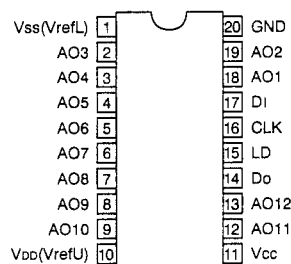 Vss(VrefL) 1 20 GND
AO3 2 19 AO2
AO4 3 18 AO1
AO5 4 17 DI
AO6 5 16 CLK
AO7 6 15 LD
AO8 7 14 Do
AO9 8 13 AO12
AO10 9 12 AO11
VDD(VrefU) 10 11 Vcc